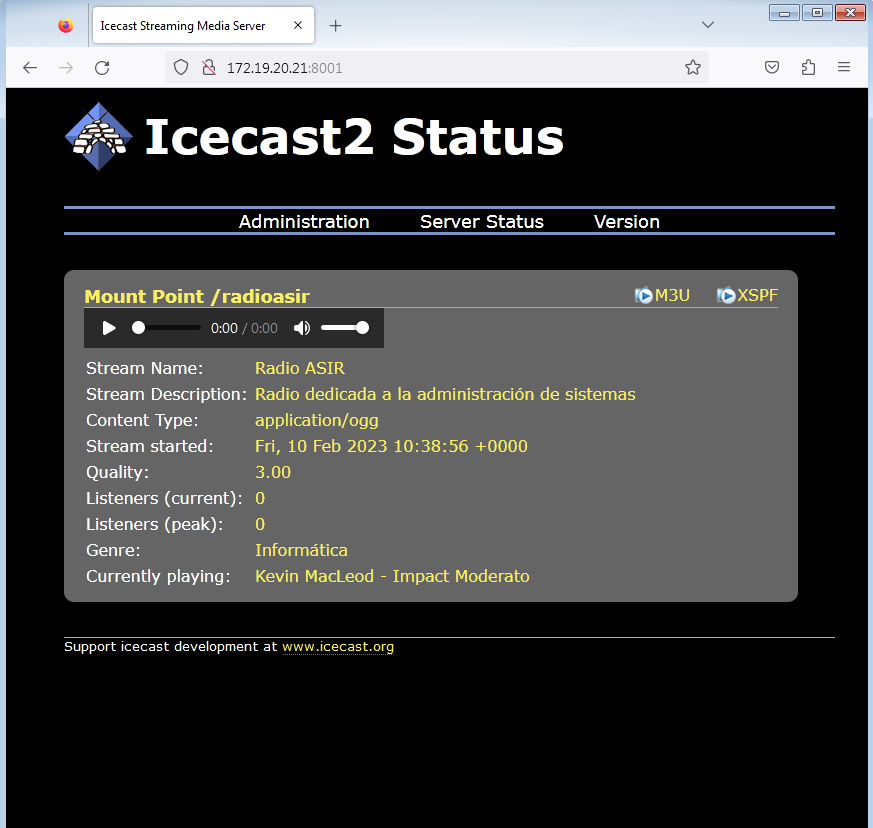 Icecast Streaming Media Server
172.19.20.21:8001
Icecast2 Status
Administration Server Status Version
Mount Point /radioasir M3U XSPF
0:00 / 0:00
Stream Name: Radio ASIR
Stream Description: Radio dedicada a la administración de sistemas
Content Type: application/ogg
Stream started: Fri, 10 Feb 2023 10:38:56 +0000
Quality: 3.00
Listeners (current): 0
Listeners (peak): 0
Genre: Informática
Currently playing: Kevin MacLeod - Impact Moderato
Support icecast development at www.icecast.org